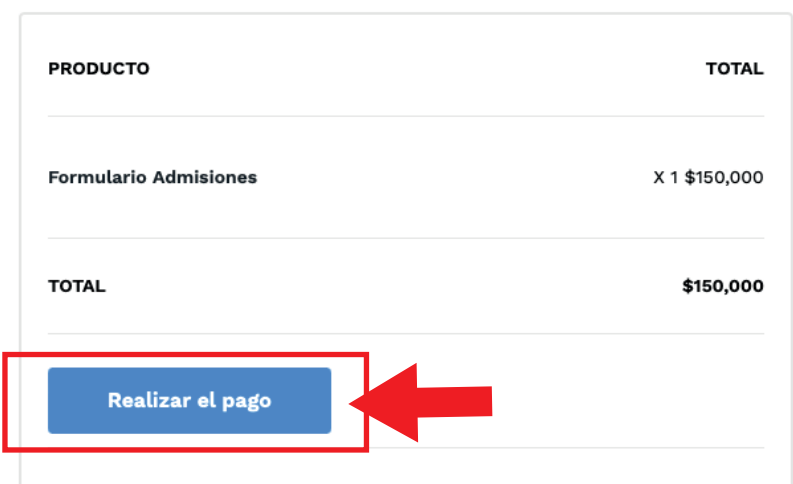 PRODUCTO TOTAL
Formulario Admisiones X 1 $150,000
TOTAL $150,000
Realizar el pago